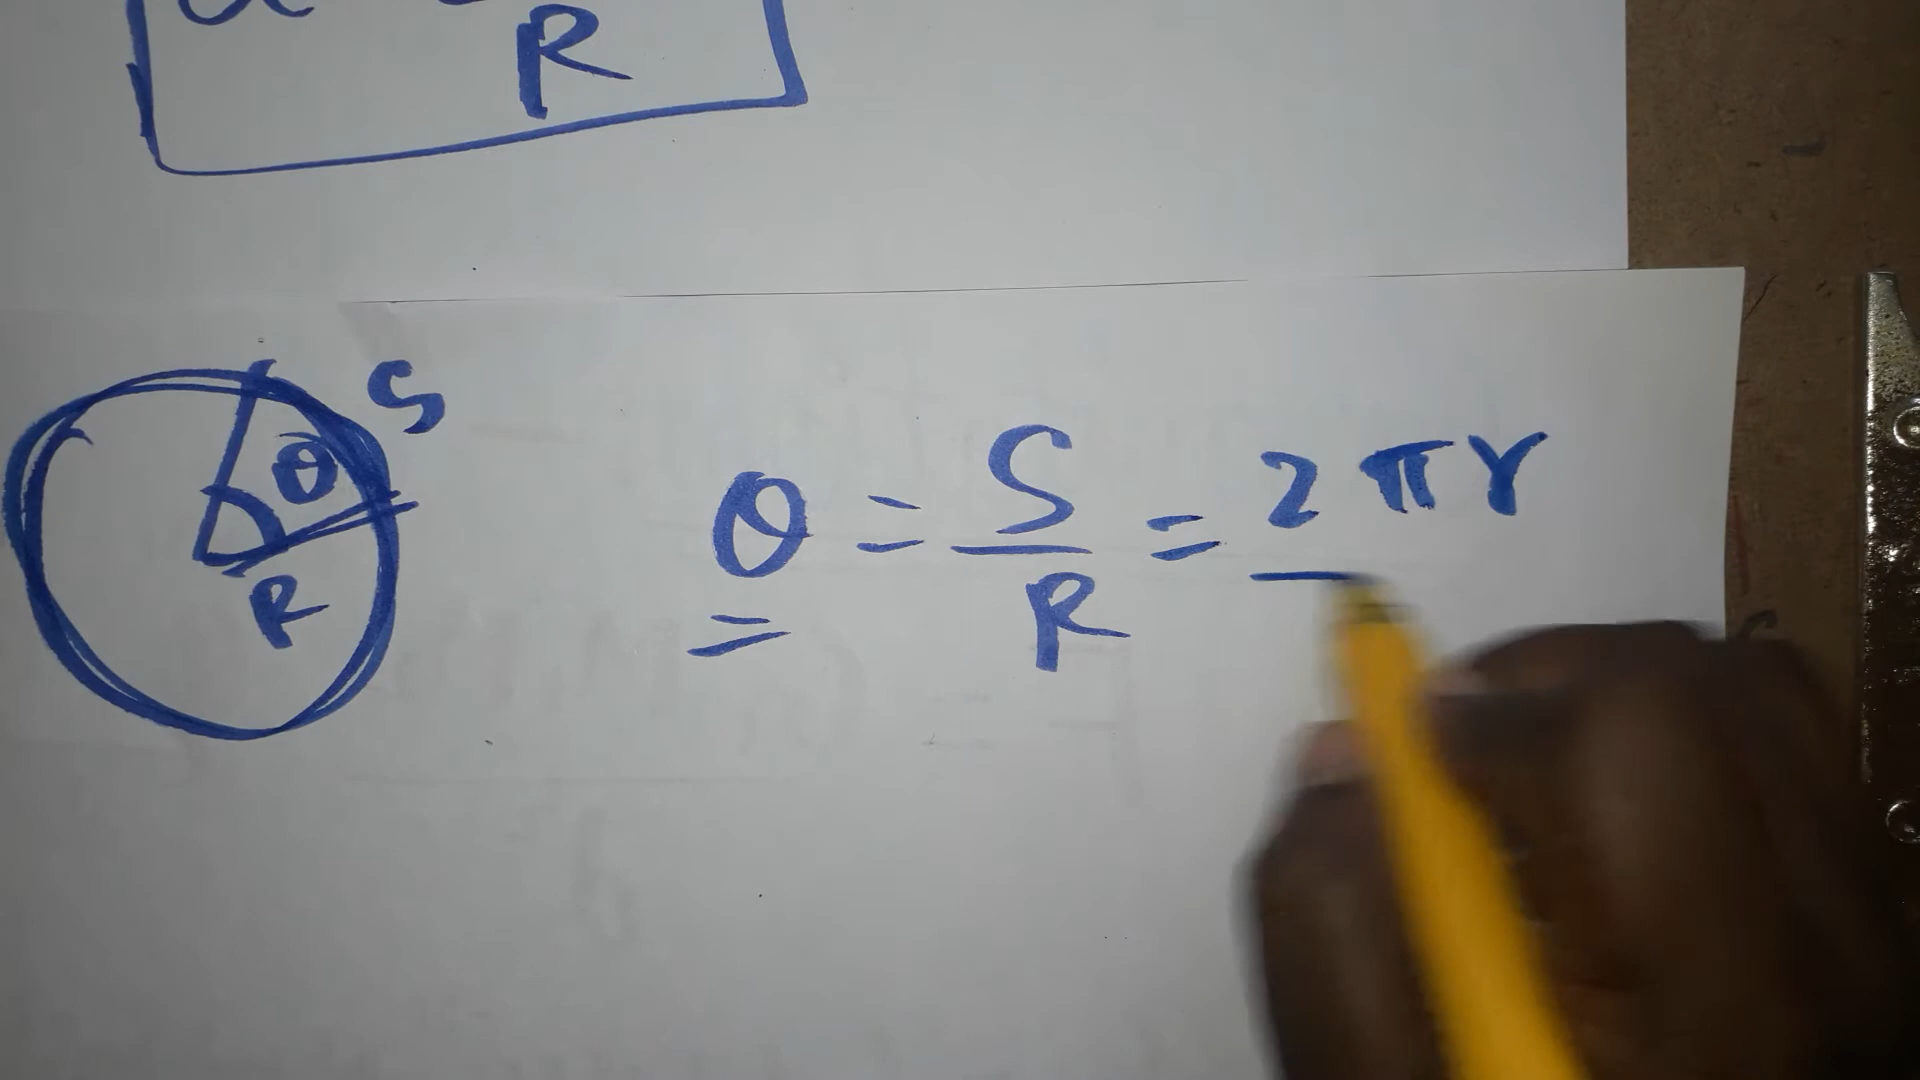 R
S
θ
R
θ = S/R = 2πr
=